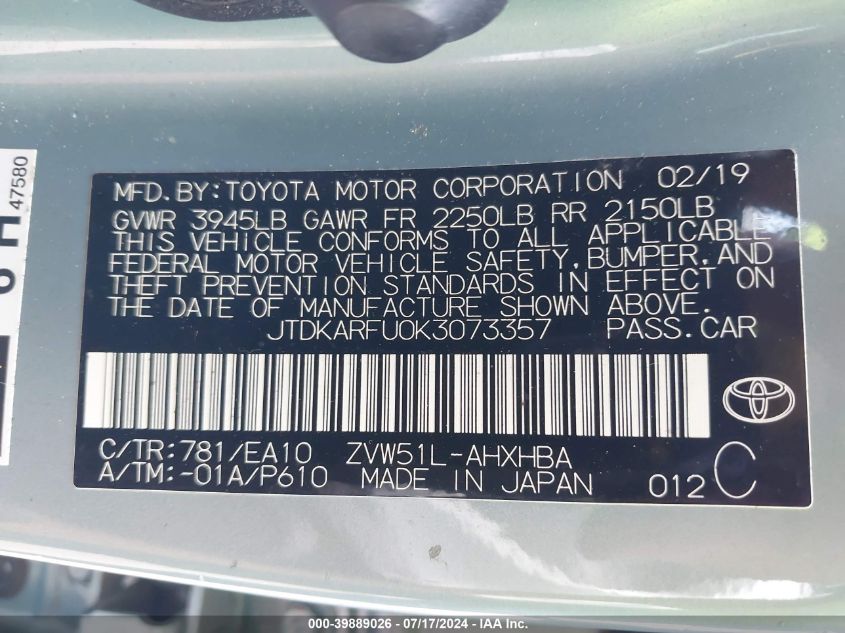 MFD.BY:TOYOTA MOTOR CORPORATION 02/19
GVWR 3945LB GAWR FR 2250LB RR 2150LB
THIS VEHICLE CONFORMS TO ALL APPLICABLE
FEDERAL MOTOR VEHICLE SAFETY,BUMPER,AND
THEFT PREVENTION STANDARDS IN EFFECT ON
THE DATE OF MANUFACTURE SHOWN ABOVE.
JTDKARFU0K3073357 PASS.CAR
C/TR:781/EA10 ZVW51L-AHXHBA
A/TM:-01A/P610 MADE IN JAPAN 012 C
47580
000-39889026 - 07/17/2024 - IAA Inc.